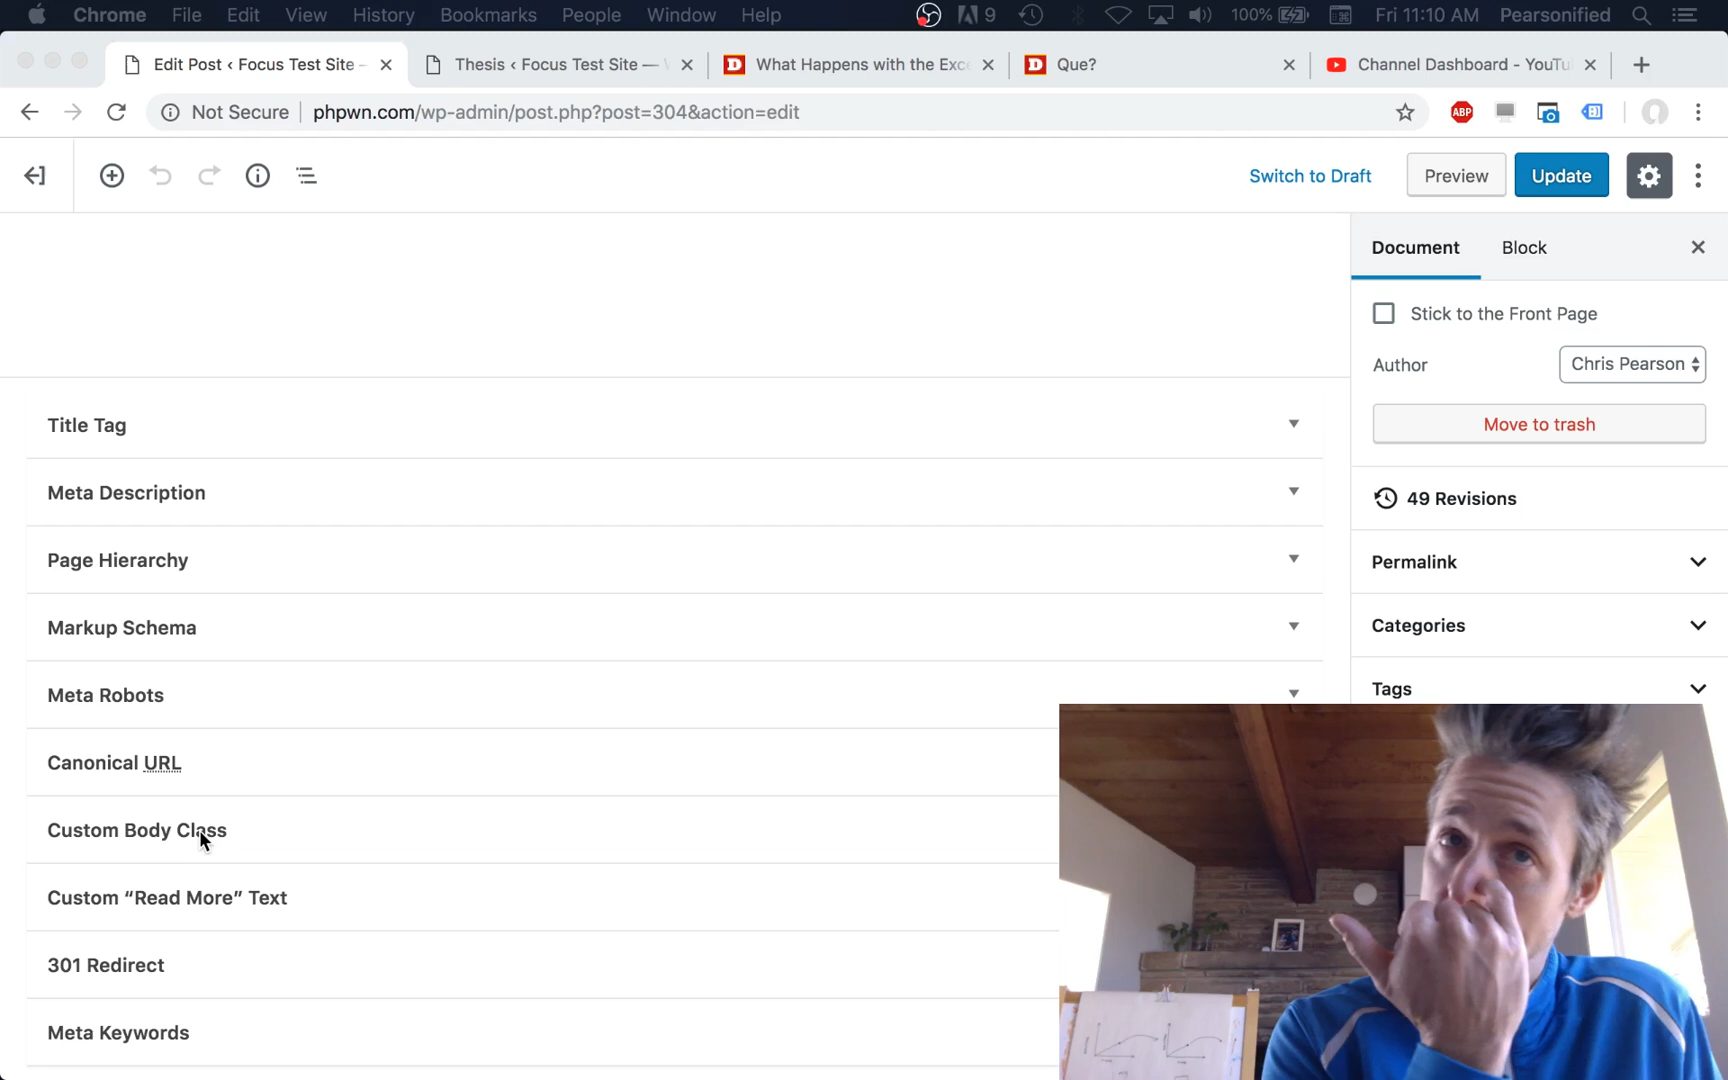 Chrome File Edit View History Bookmarks People Window Help 9 100% Fri 11:10 AM Pearsonified
Edit Post ‹ Focus Test Site – Thesis ‹ Focus Test Site — What Happens with the Exc Que? Channel Dashboard - YouTu
Not Secure phpwn.com/wp-admin/post.php?post=304&action=edit ABP
Switch to Draft Preview Update
Document Block
Stick to the Front Page
Author Chris Pearson
Move to trash
49 Revisions
Permalink
Categories
Tags
Title Tag
Meta Description
Page Hierarchy
Markup Schema
Meta Robots
Canonical URL
Custom Body Class
Custom “Read More” Text
301 Redirect
Meta Keywords